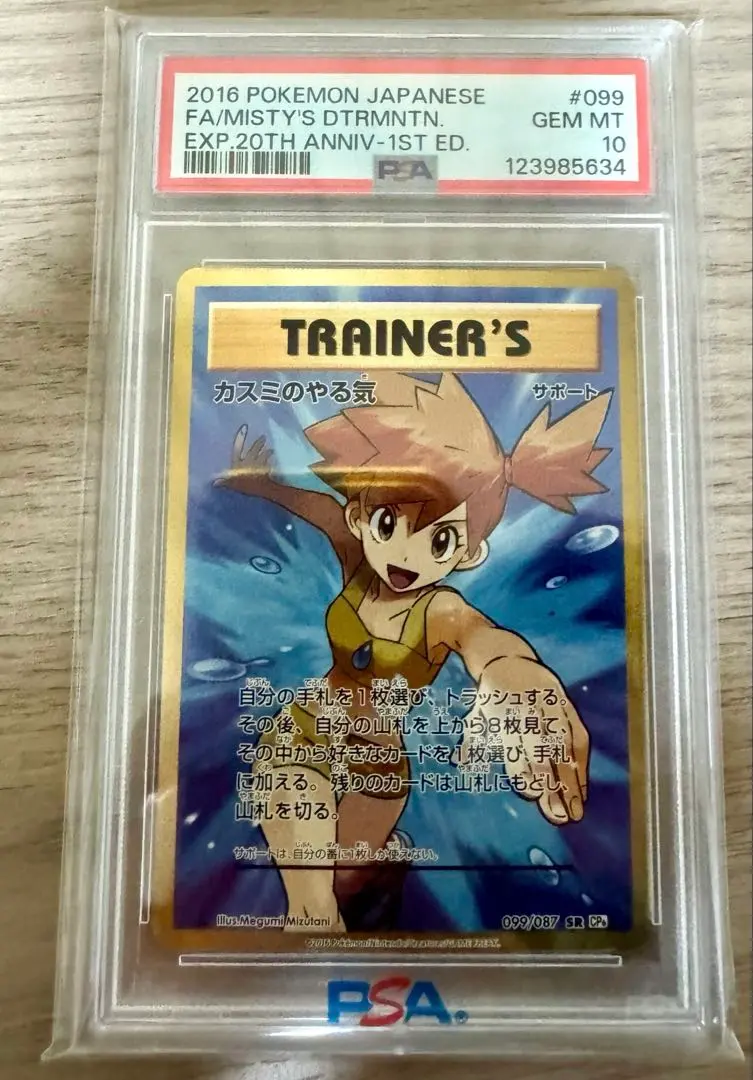 2016 POKEMON JAPANESE #099
FA/MISTY'S DTRMNTN. GEM MT
EXP.20TH ANNIV-1ST ED. 10
PSA 123985634
TRAINER'S
カスミのやる気 サポート
自分の手札を1枚選び、トラッシュする。
その後、自分の山札を上から8枚見て、
その中から好きなカードを1枚選び、手札
に加える。残りのカードは山札にもどし、
山札を切る。
サポートは、自分の番に1枚しか使えない。
Illus. Megumi Mizutani 099/087 SR CP6
©2016 Pokémon/Nintendo/Creatures/GAME FREAK.
PSA